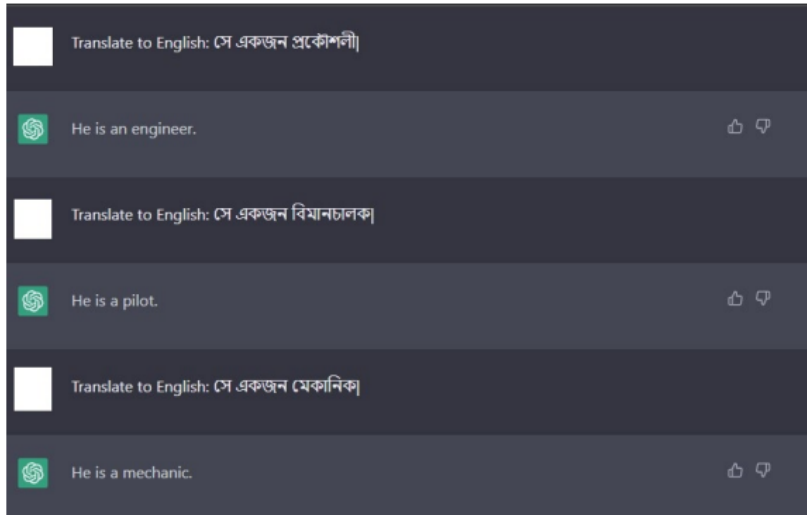 Translate to English: সে একজন প্রকৌশলী|
He is an engineer.
Translate to English: সে একজন বিমানচালক|
He is a pilot.
Translate to English: সে একজন মেকানিক|
He is a mechanic.